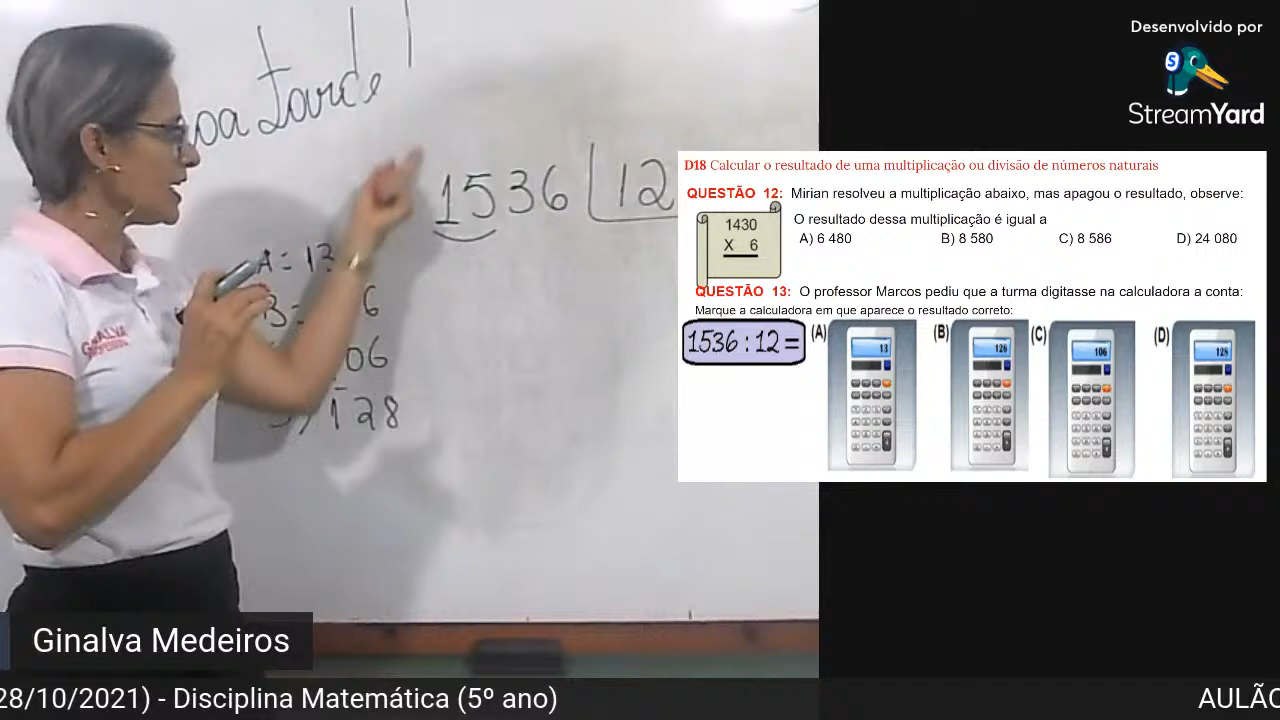 oa tarde!
1536 12
A = 13
B = 6
06
128
GINALVA
Desenvolvido por
StreamYard
D18 Calcular o resultado de uma multiplicação ou divisão de números naturais
QUESTÃO 12: Mirian resolveu a multiplicação abaixo, mas apagou o resultado, observe:
1430
X 6
O resultado dessa multiplicação é igual a
A) 6 480 B) 8 580 C) 8 586 D) 24 080
QUESTÃO 13: O professor Marcos pediu que a turma digitasse na calculadora a conta:
Marque a calculadora em que aparece o resultado correto:
1536 : 12 =
(A) (B) (C) (D)
13 126 106 128
Ginalva Medeiros
28/10/2021) - Disciplina Matemática (5º ano) AULÃO